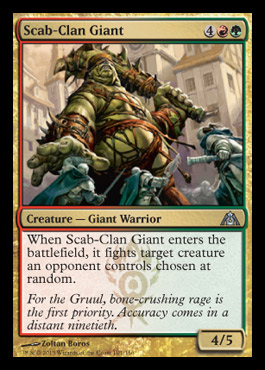 Scab-Clan Giant 4
Creature — Giant Warrior
When Scab-Clan Giant enters the
battlefield, it fights target creature
an opponent controls chosen at
random.
For the Gruul, bone-crushing rage is
the first priority. Accuracy comes in a
distant ninetieth.
4/5
Zoltan Boros